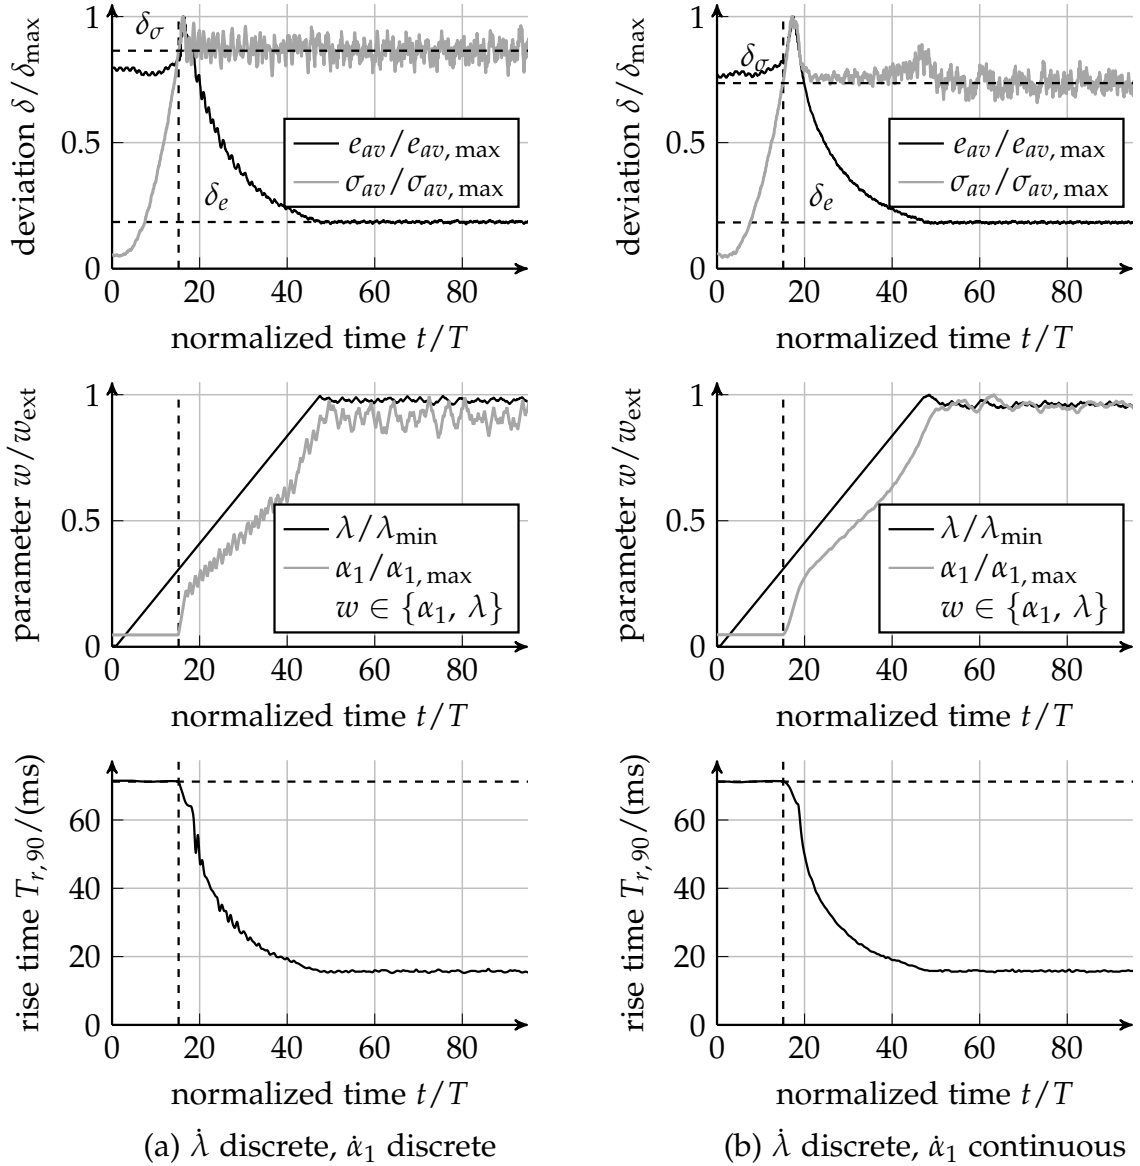 deviation δ/δmax
1
0.5
0
0 20 40 60 80
normalized time t/T
δσ
δe
eav/eav, max
σav/σav, max
deviation δ/δmax
1
0.5
0
0 20 40 60 80
normalized time t/T
δσ
δe
eav/eav, max
σav/σav, max
parameter w/wext
1
0.5
0
0 20 40 60 80
normalized time t/T
λ/λmin
α1/α1, max
w ∈ {α1, λ}
parameter w/wext
1
0.5
0
0 20 40 60 80
normalized time t/T
λ/λmin
α1/α1, max
w ∈ {α1, λ}
rise time Tr, 90/(ms)
60
40
20
0
0 20 40 60 80
normalized time t/T
(a) λ̇ discrete, α̇1 discrete
rise time Tr, 90/(ms)
60
40
20
0
0 20 40 60 80
normalized time t/T
(b) λ̇ discrete, α̇1 continuous